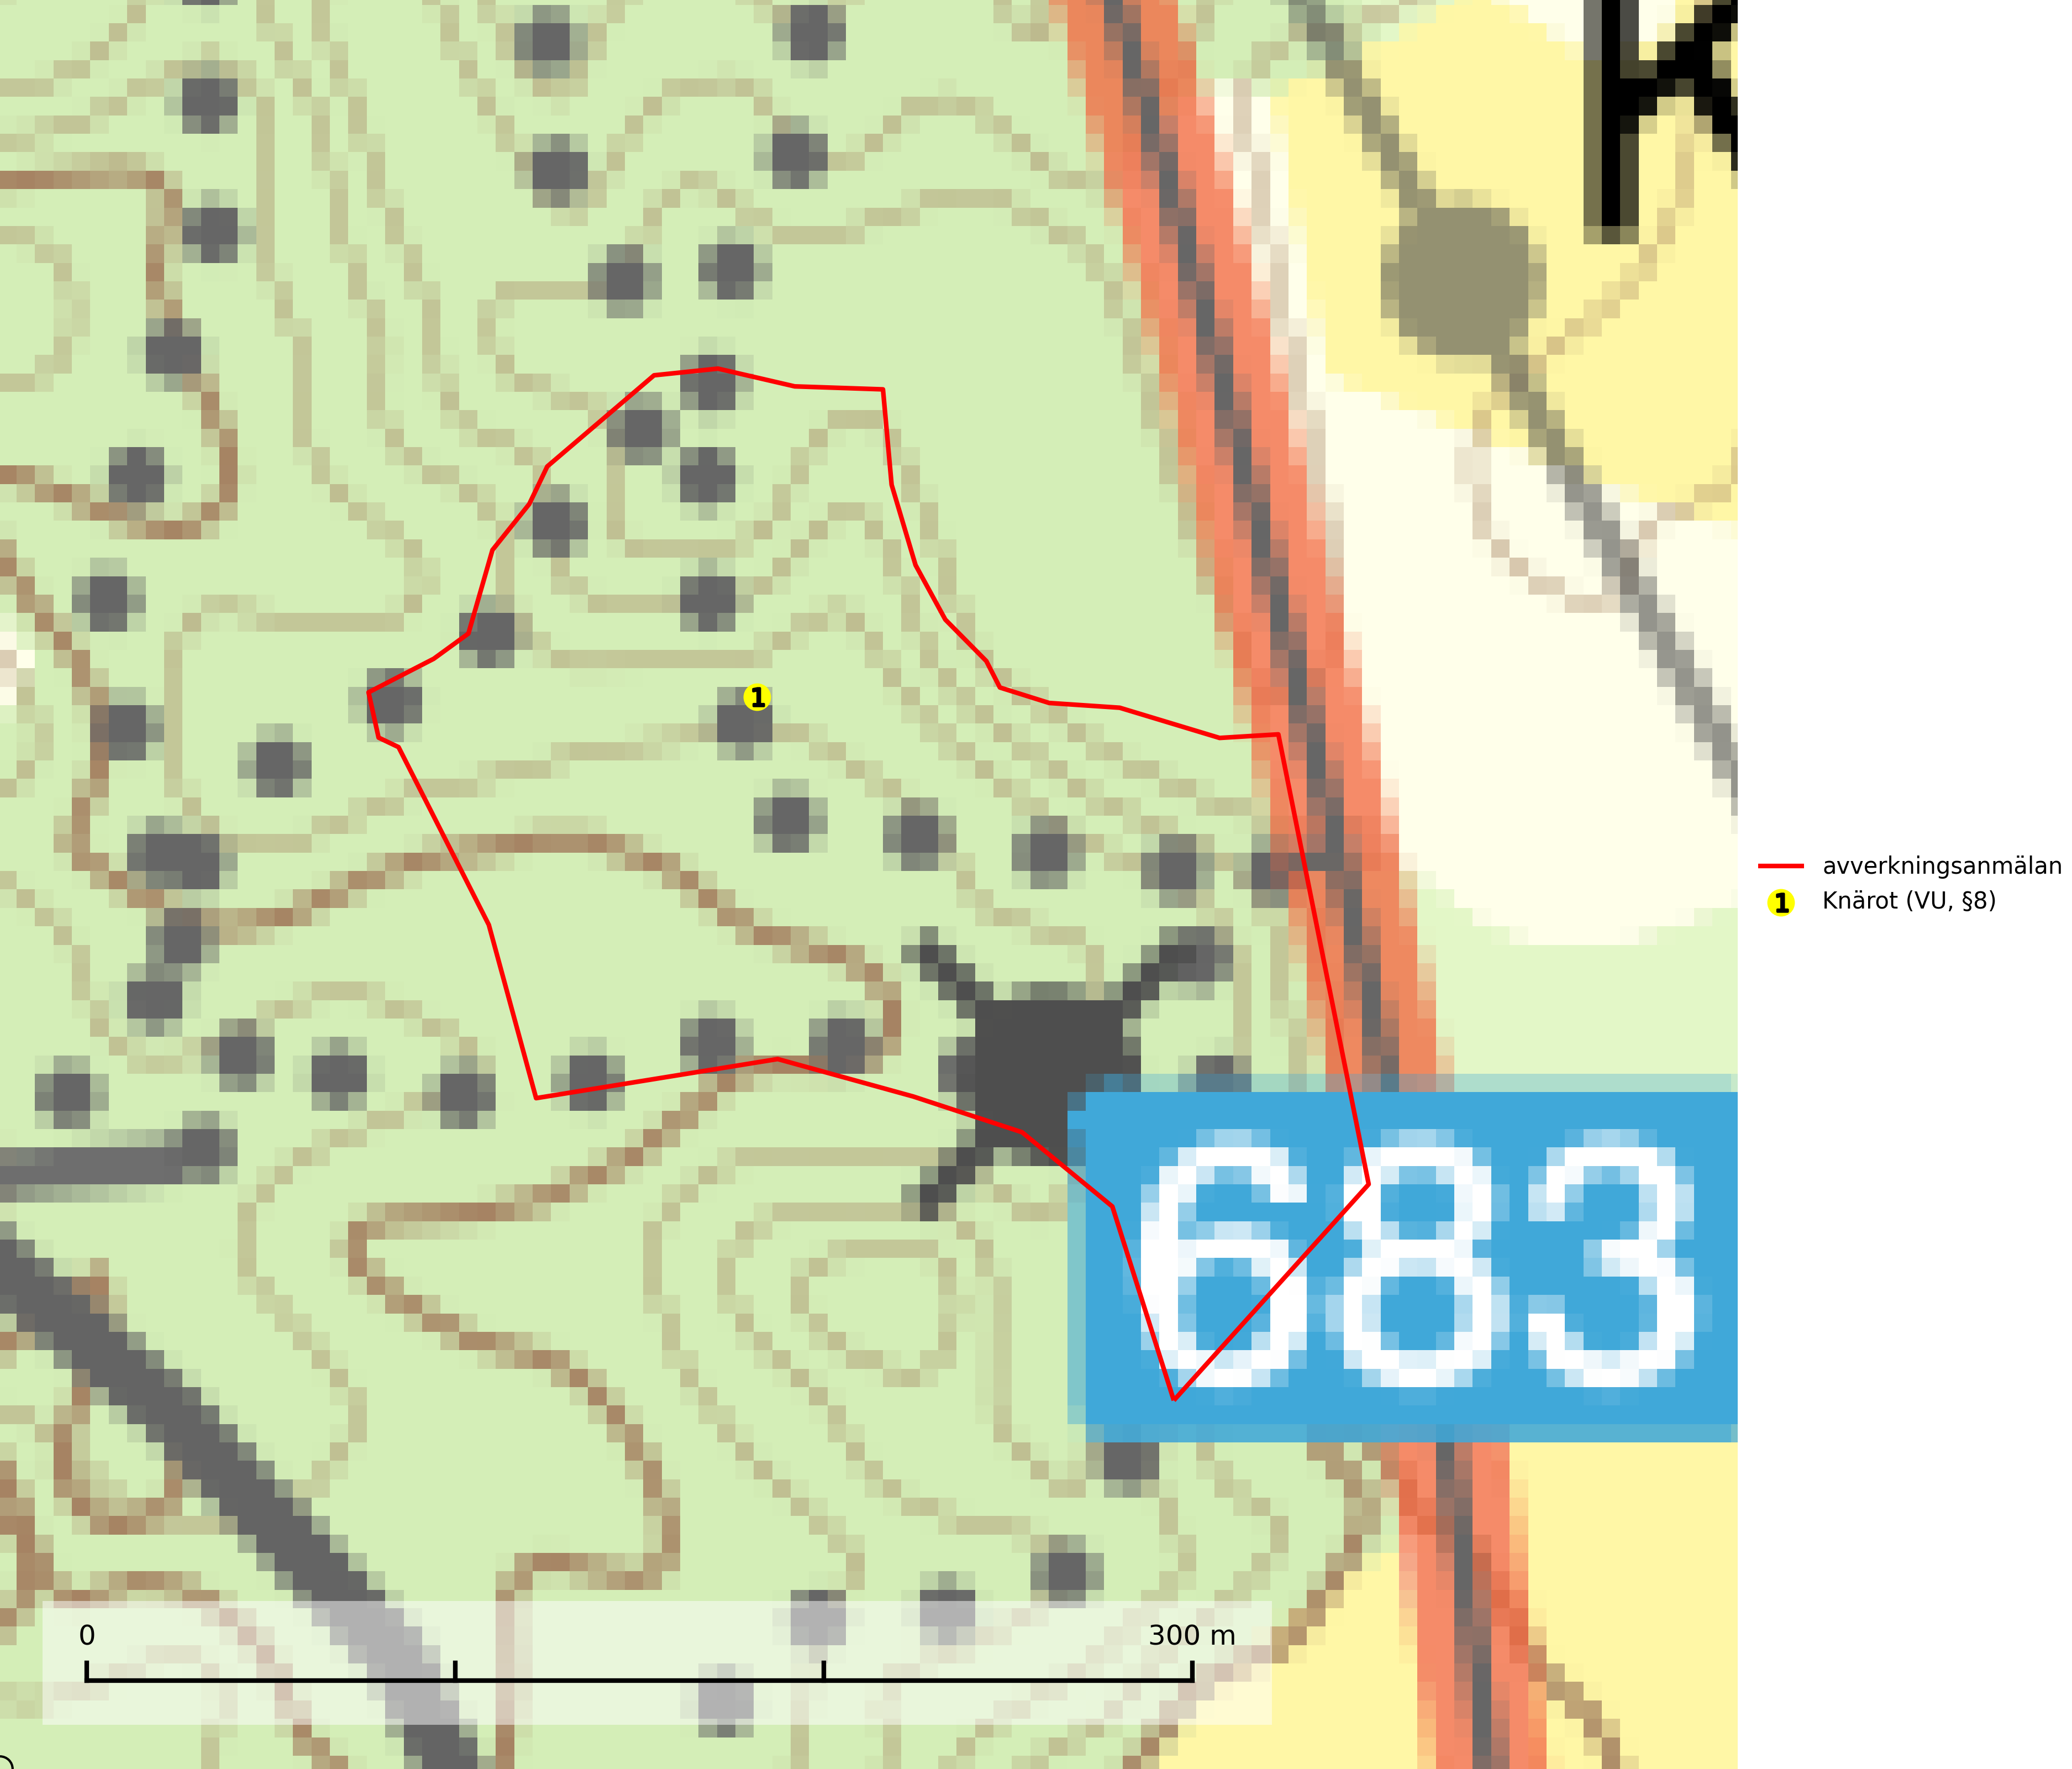 1
683
avverkningsanmälan
1 Knärot (VU, §8)
0 300 m